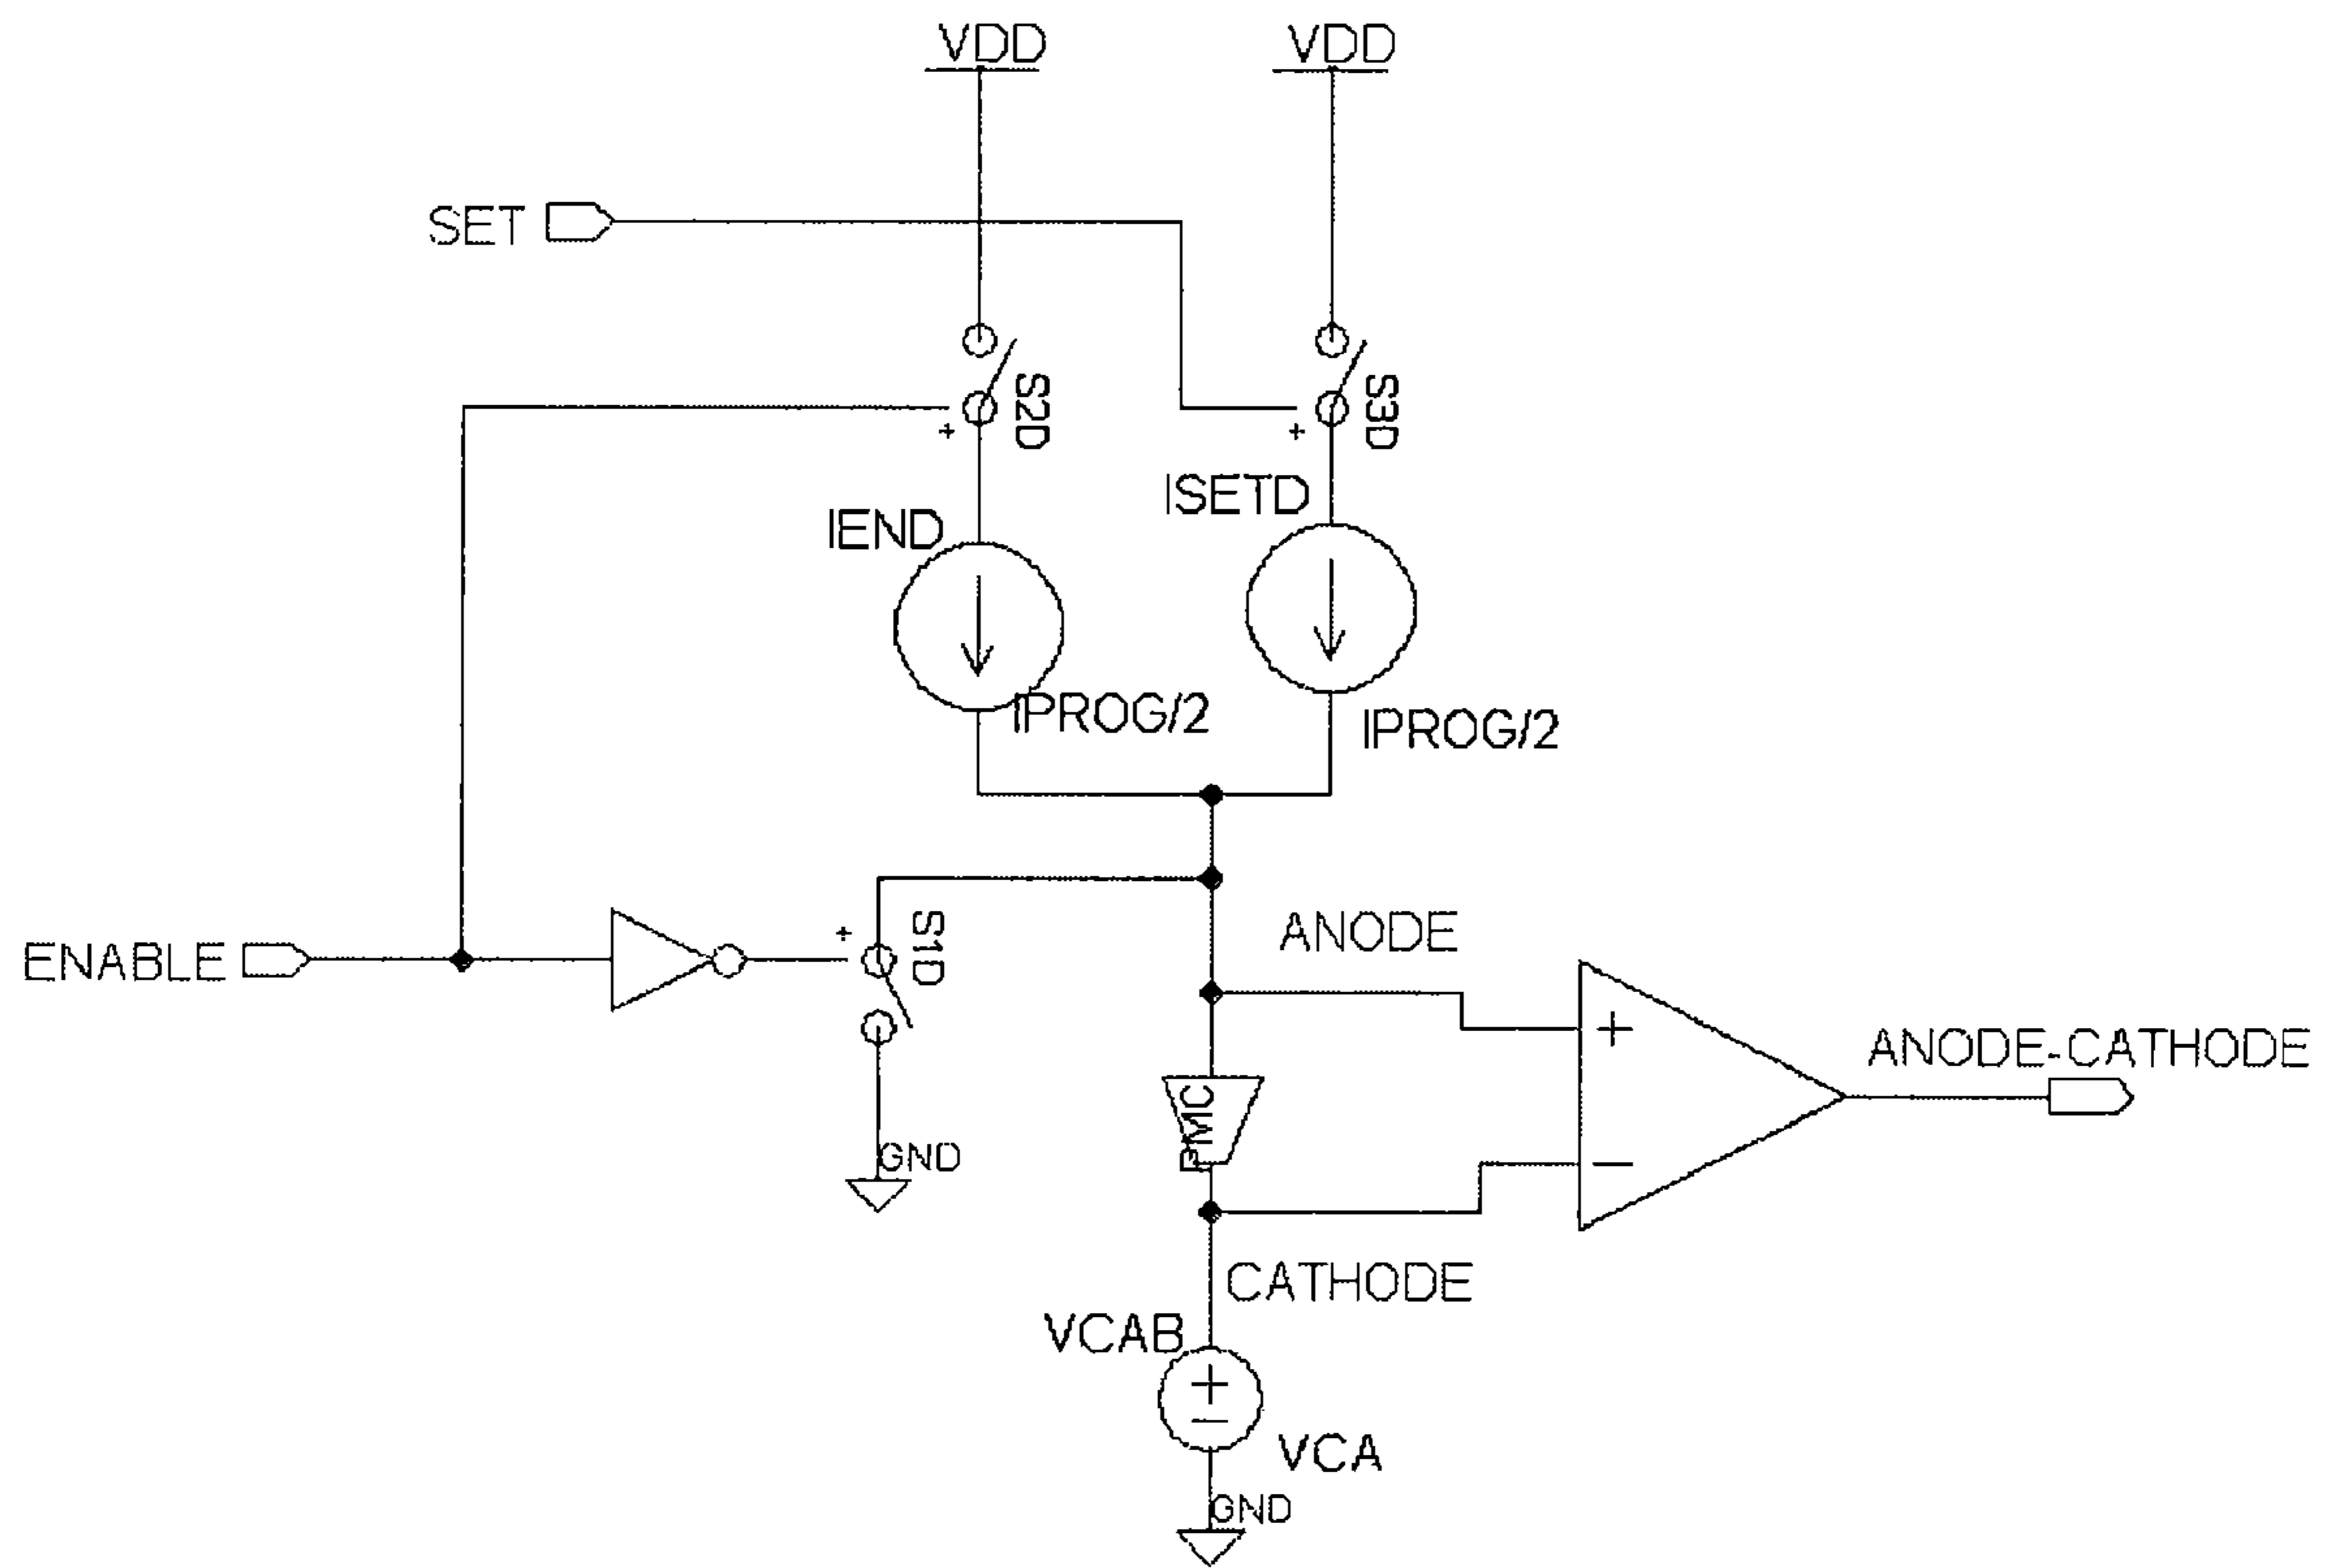 VDD
VDD
SET
S2D
S3D
+
+
ISETD
IEND
IPROG/2
IPROG/2
S1D
+
ANODE
ENABLE
+
ANODE-CATHODE
PMC
GND
−
CATHODE
VCAB
+
−
VCA
GND